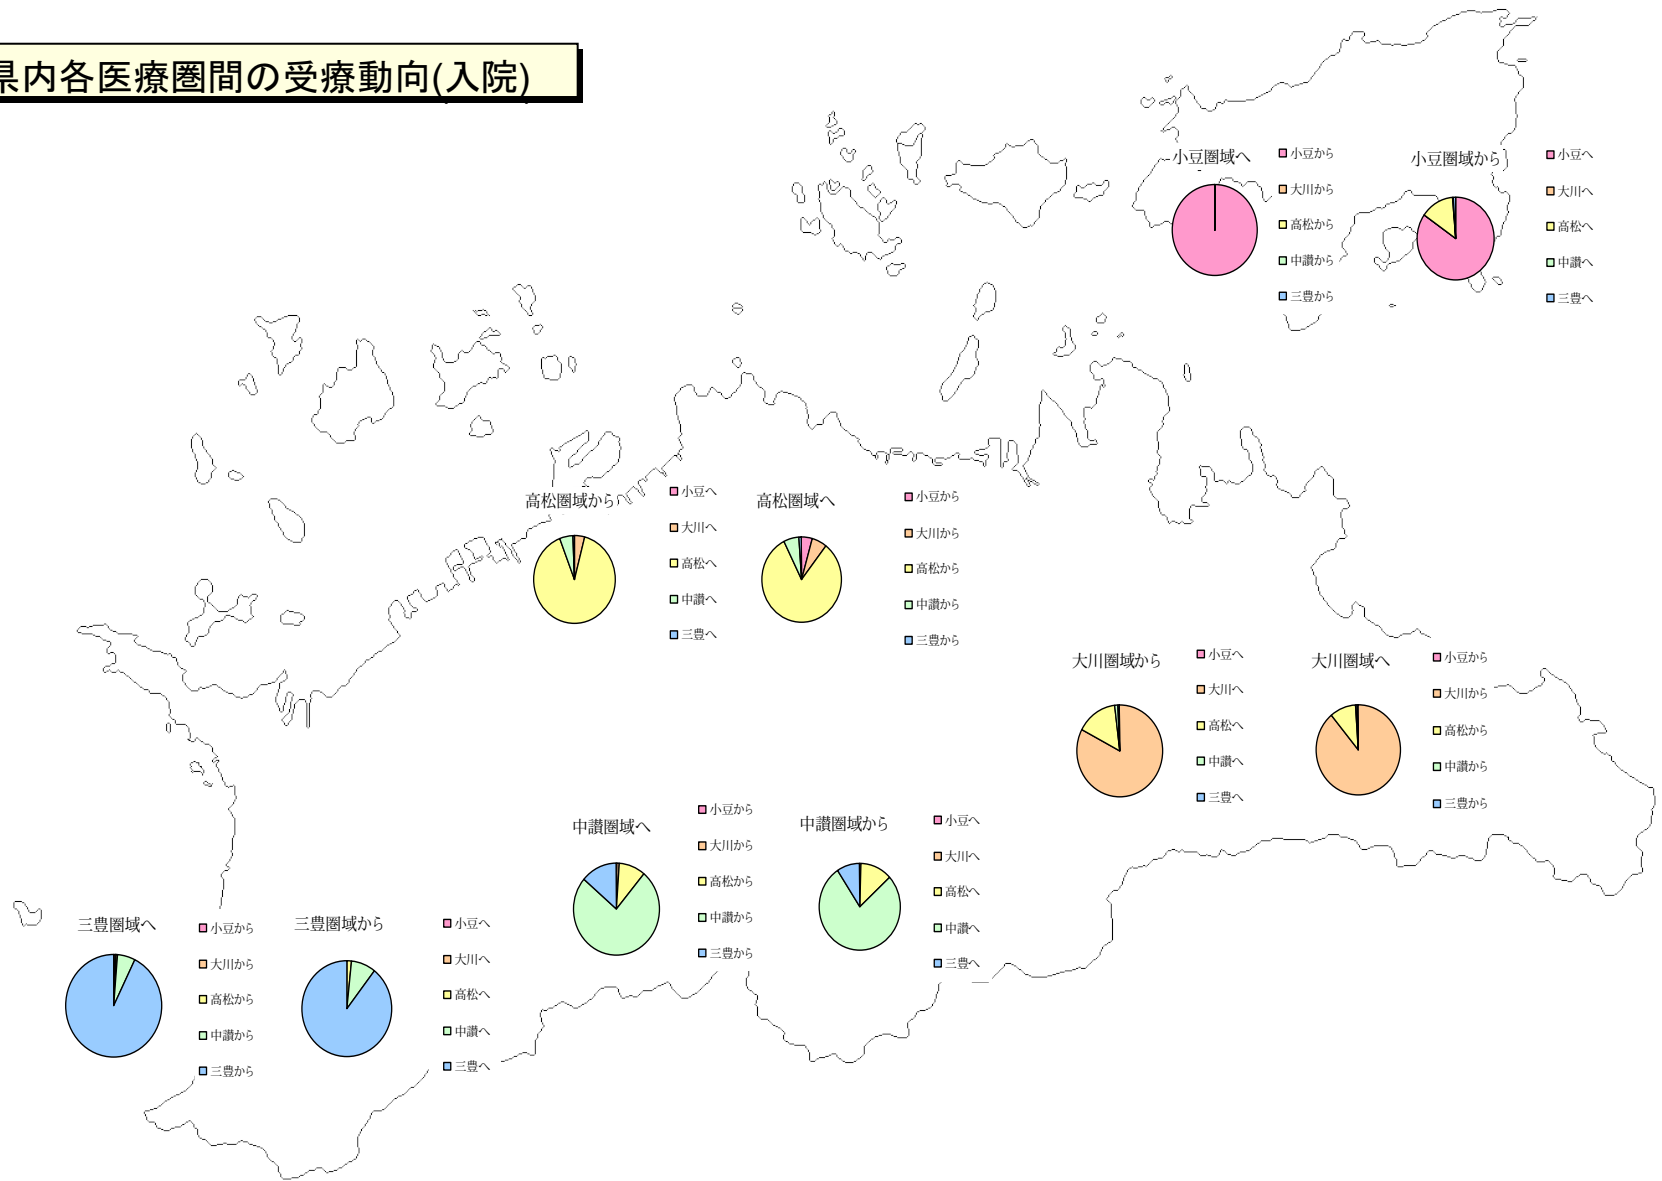 県内各医療圏間の受療動向(入院)
小豆圏域へ
小豆から
大川から
高松から
中讃から
三豊から
小豆圏域から
小豆へ
大川へ
高松へ
中讃へ
三豊へ
高松圏域から
小豆へ
大川へ
高松へ
中讃へ
三豊へ
高松圏域へ
小豆から
大川から
高松から
中讃から
三豊から
大川圏域から
小豆へ
大川へ
高松へ
中讃へ
三豊へ
大川圏域へ
小豆から
大川から
高松から
中讃から
三豊から
中讃圏域へ
小豆から
大川から
高松から
中讃から
三豊から
中讃圏域から
小豆へ
大川へ
高松へ
中讃へ
三豊へ
三豊圏域へ
小豆から
大川から
高松から
中讃から
三豊から
三豊圏域から
小豆へ
大川へ
高松へ
中讃へ
三豊へ